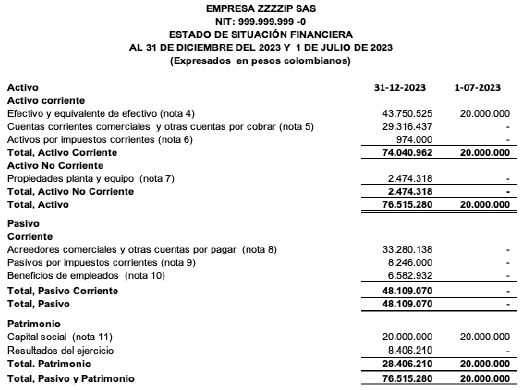 EMPRESA ZZZZIP SAS
NIT: 999.999.999 -0
ESTADO DE SITUACIÓN FINANCIERA
AL 31 DE DICIEMBRE DEL 2023 Y 1 DE JULIO DE 2023
(Expresados en pesos colombianos)
Activo 31-12-2023 1-07-2023
Activo corriente
Efectivo y equivalente de efectivo (nota 4) 43.750.525 20.000.000
Cuentas corrientes comerciales y otras cuentas por cobrar (nota 5) 29.316.437 -
Activos por impuestos corrientes (nota 6) 974.000 -
Total, Activo Corriente 74.040.962 20.000.000
Activo No Corriente
Propiedades planta y equipo (nota 7) 2.474.318 -
Total, Activo No Corriente 2.474.318 -
Total, Activo 76.515.280 20.000.000
Pasivo
Corriente
Acreedores comerciales y otras cuentas por pagar (nota 8) 33.280.138 -
Pasivos por impuestos corrientes (nota 9) 8.246.000 -
Beneficios de empleados (nota 10) 6.582.932 -
Total, Pasivo Corriente 48.109.070 -
Total, Pasivo 48.109.070 -
Patrimonio
Capital social (nota 11) 20.000.000 20.000.000
Resultados del ejercicio 8.406.210 -
Total. Patrimonio 28.406.210 20.000.000
Total, Pasivo y Patrimonio 76.515.280 20.000.000